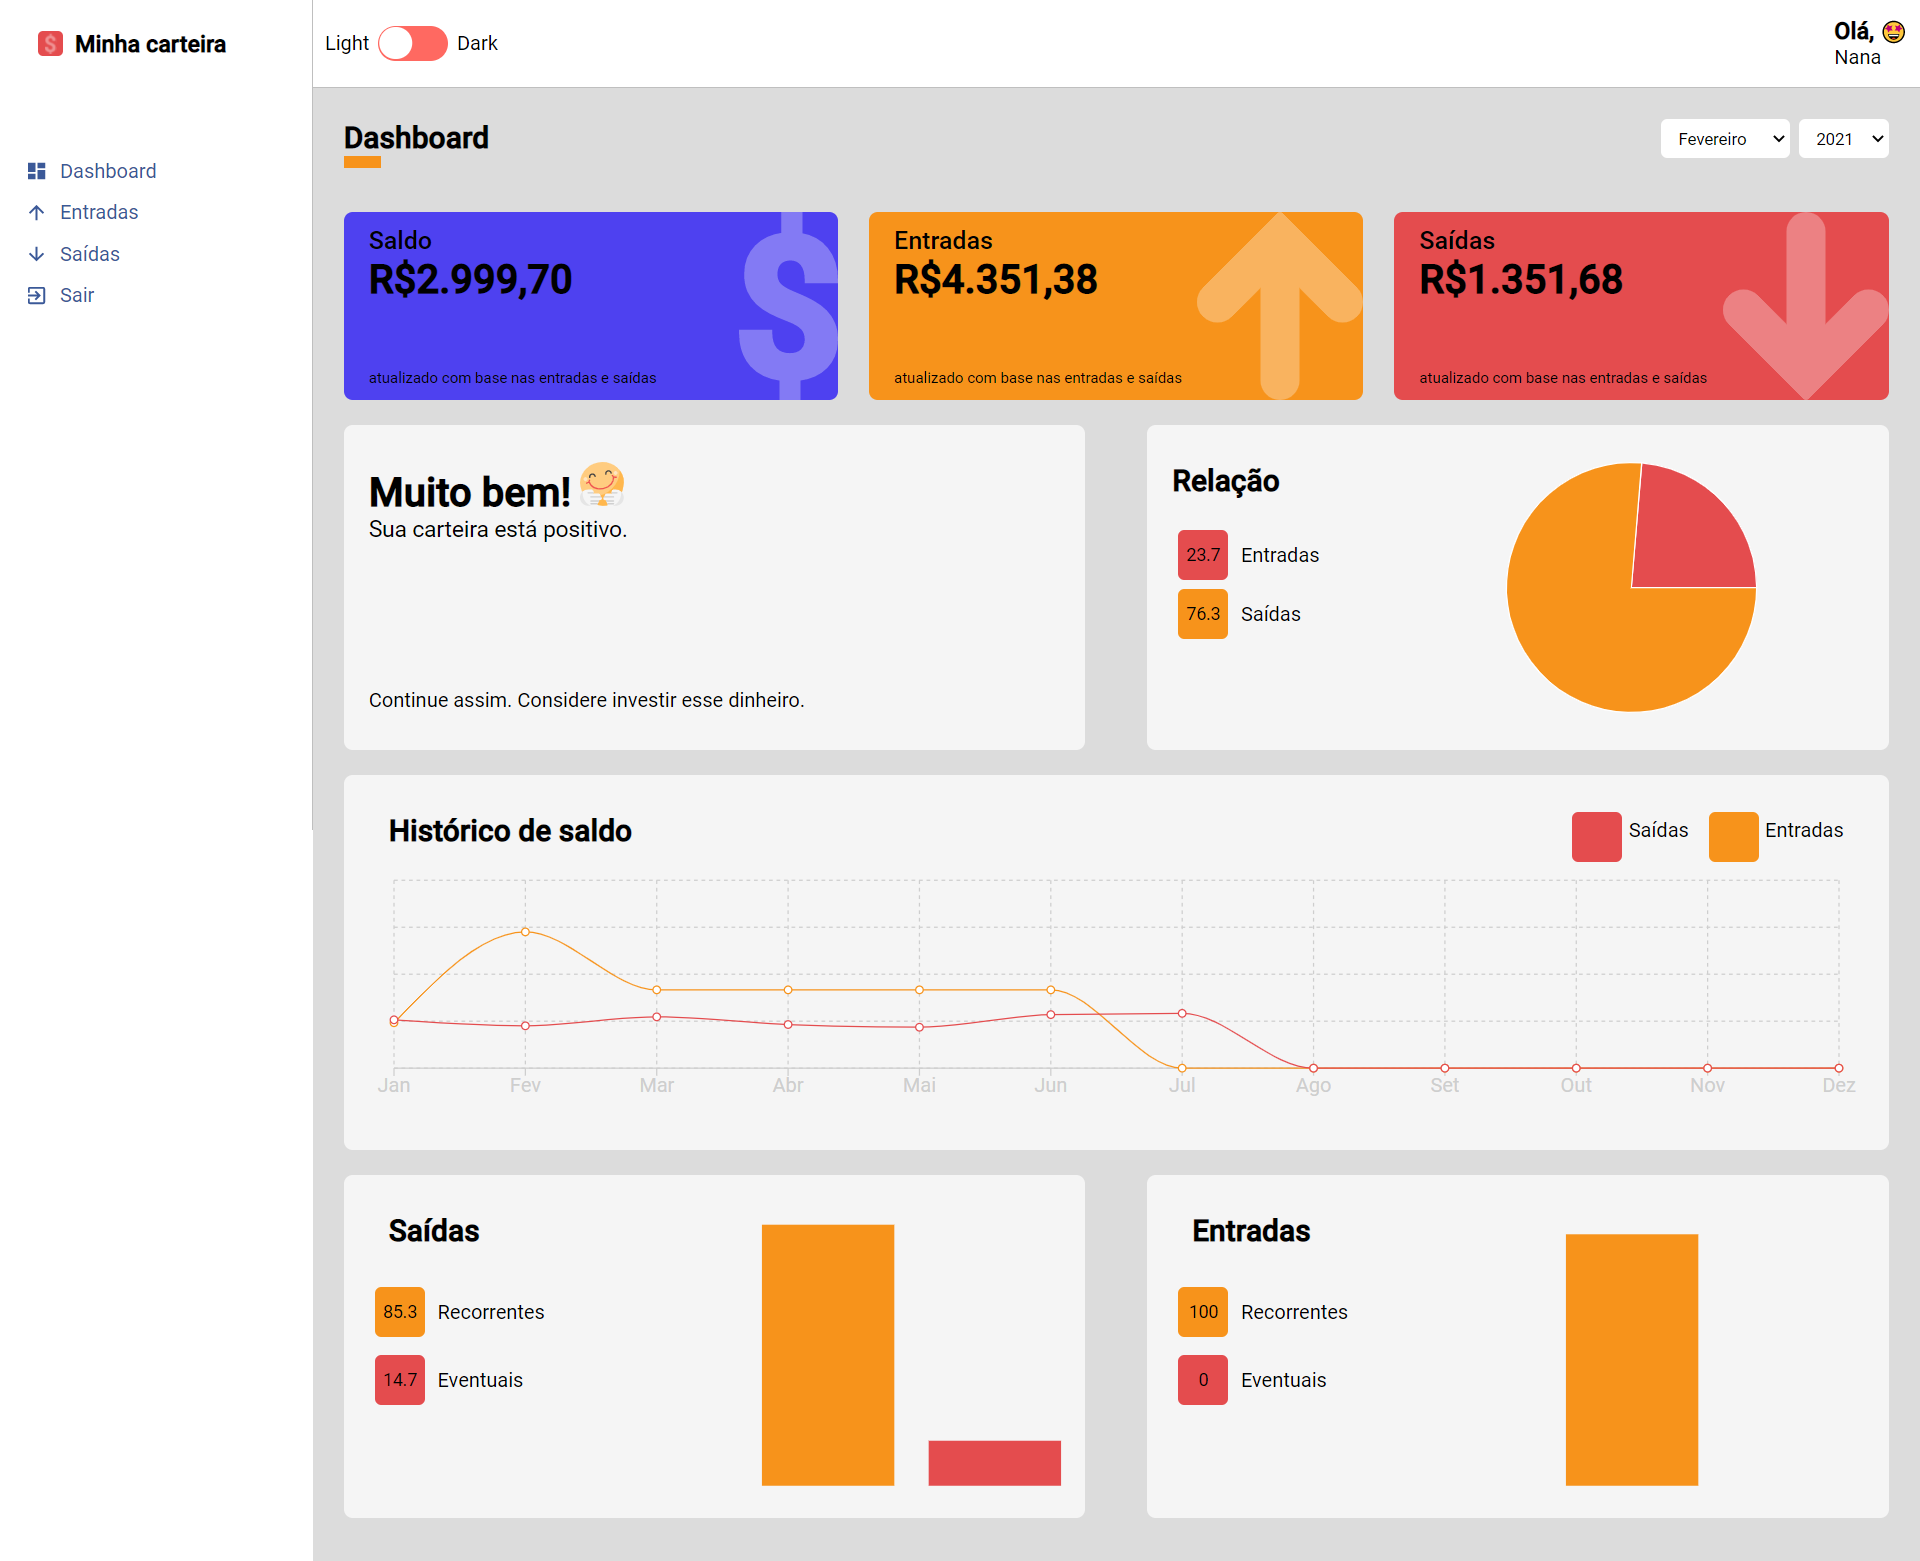 Minha carteira
Light Dark
Olá,
Nana
Dashboard
Entradas
Saídas
Sair
Dashboard
Fevereiro 2021
Saldo
R$2.999,70
atualizado com base nas entradas e saídas
Entradas
R$4.351,38
atualizado com base nas entradas e saídas
Saídas
R$1.351,68
atualizado com base nas entradas e saídas
Muito bem!
Sua carteira está positivo.
Continue assim. Considere investir esse dinheiro.
Relação
23.7 Entradas
76.3 Saídas
Histórico de saldo
Saídas Entradas
Jan Fev Mar Abr Mai Jun Jul Ago Set Out Nov Dez
Saídas
85.3 Recorrentes
14.7 Eventuais
Entradas
100 Recorrentes
0 Eventuais